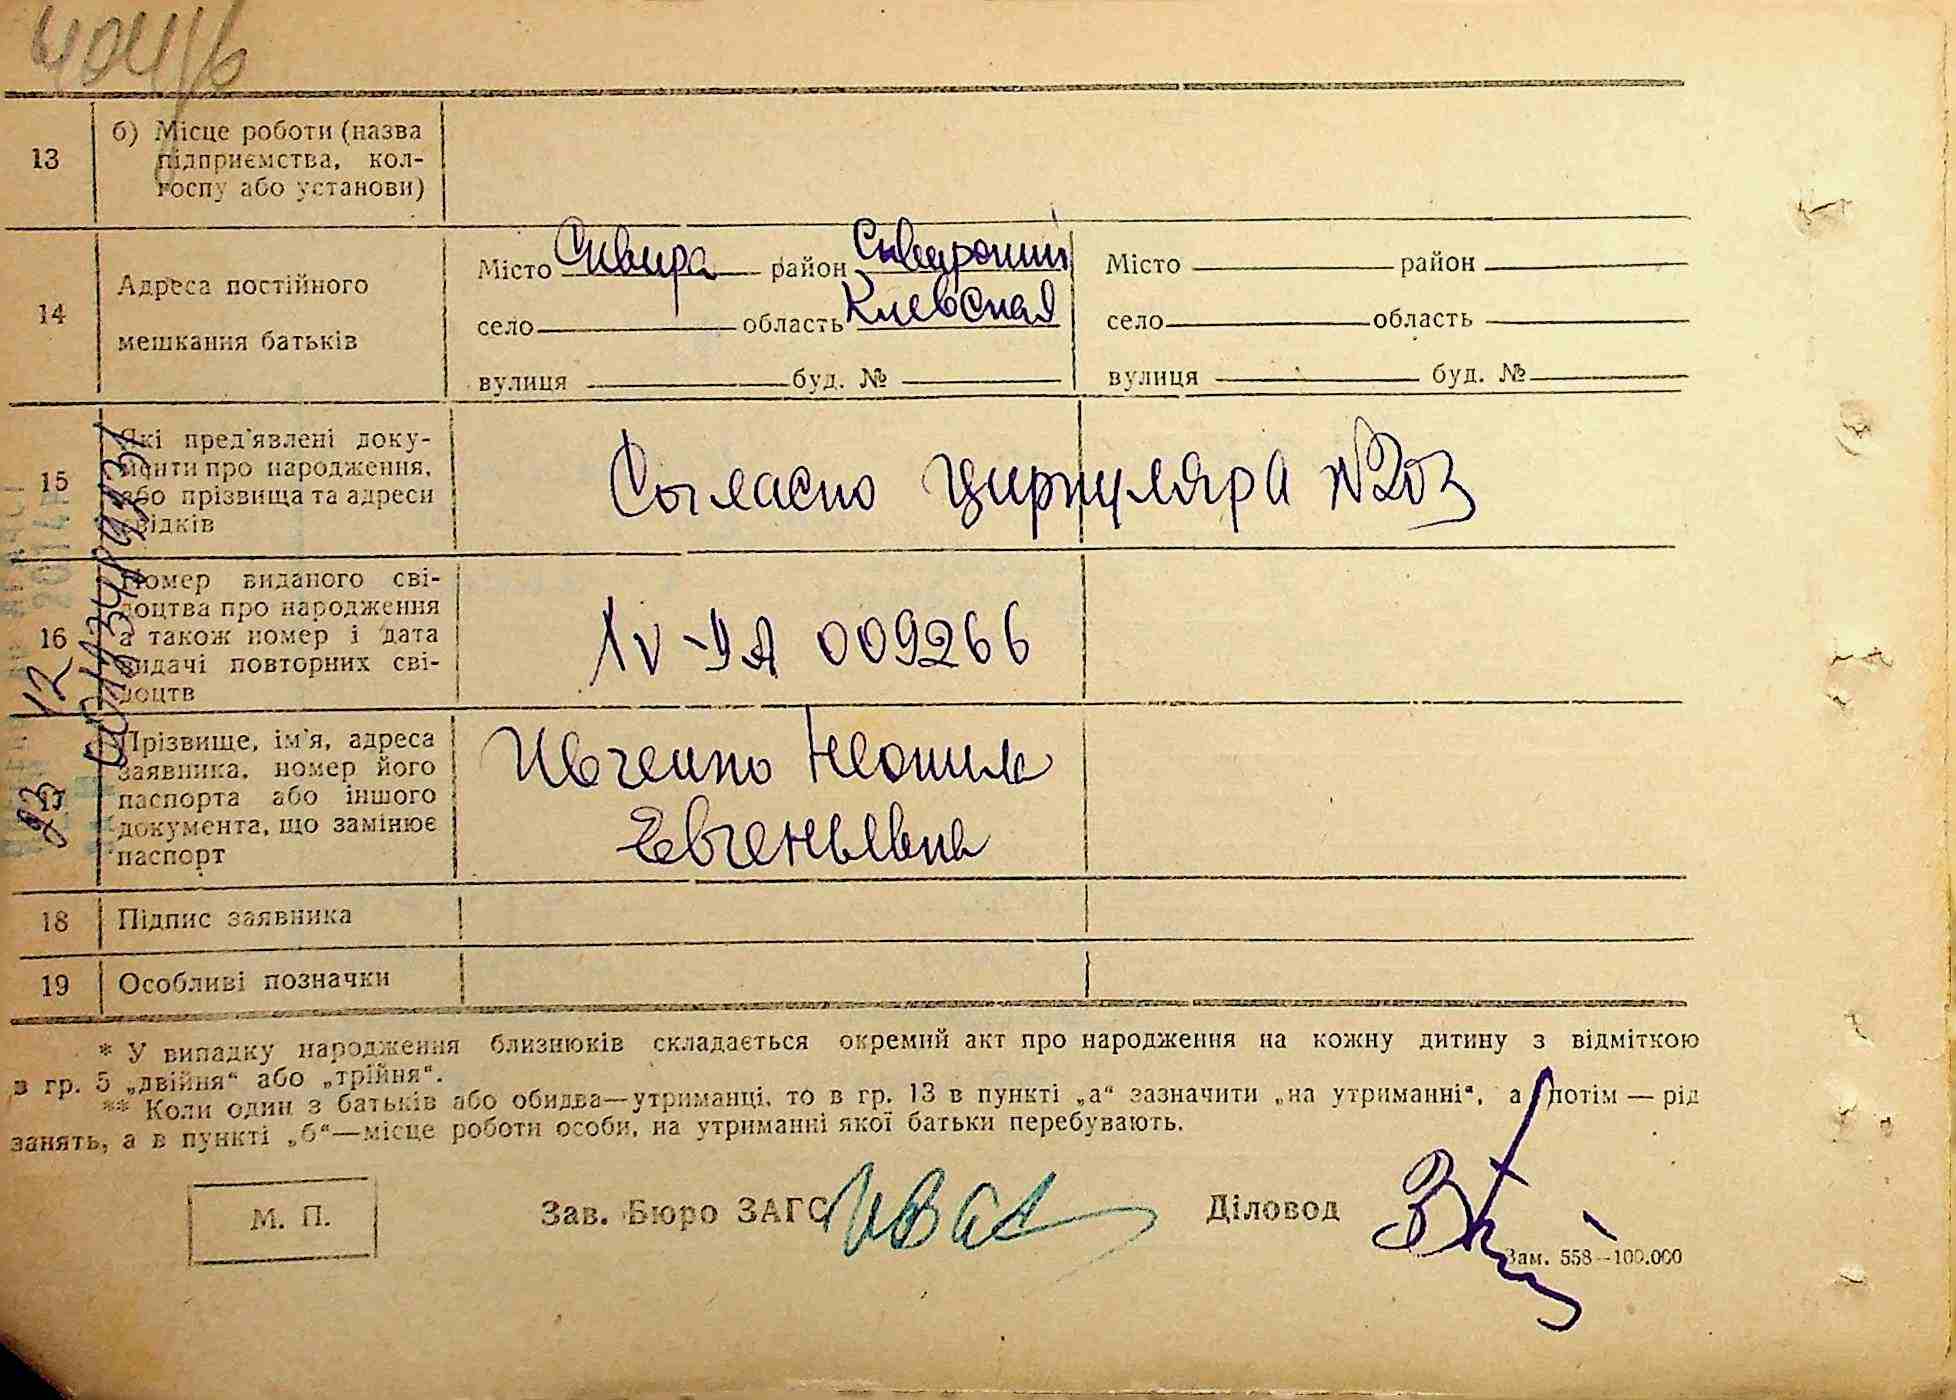 404/6
13 б) Місце роботи (назва
підприємства, кол-
госпу або установи)
14 Адреса постійного
мешкання батьків
Місто Сквира район Сквирский
село область Киевская
вулиця буд. №
Місто район
село область
вулиця буд. №
15 Які пред'явлені доку-
менти про народження,
або прізвища та адреси
свідків
Согласно циркуляра №203
16 Номер виданого сві-
доцтва про народження
а також номер і дата
видачі повторних сві-
доцтв
009266
17 Прізвище, ім'я, адреса
заявника, номер його
паспорта або іншого
документа, що замінює
паспорт
Ивченко Неонила
Евгеньевна
18 Підпис заявника
19 Особливі позначки
* У випадку народження близнюків складається окремий акт про народження на кожну дитину з відміткою
в гр. 5 „двійня“ або „трійня“.
** Коли один з батьків або обидва—утриманці, то в гр. 13 в пункті „а“ зазначити „на утриманні“, а потім — рід
занять, а в пункті „б“—місце роботи особи, на утриманні якої батьки перебувають.
М. П.
Зав. Бюро ЗАГС
Діловод
Зам. 558—100.000